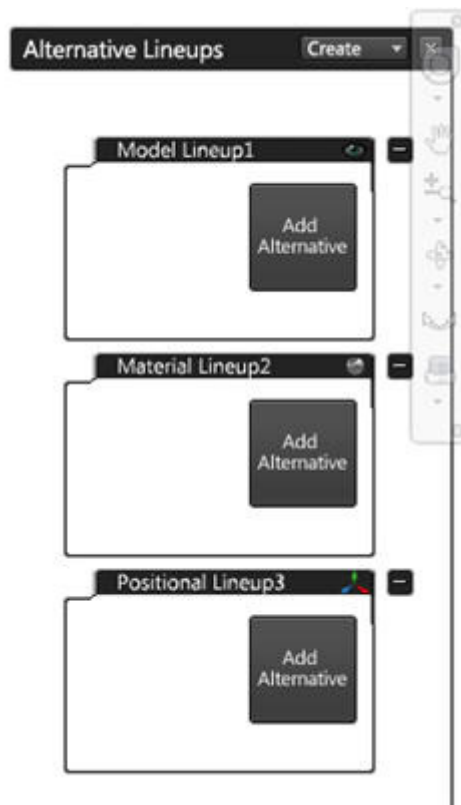 Alternative Lineups Create
Model Lineup1
Add
Alternative
Material Lineup2
Add
Alternative
Positional Lineup3
Add
Alternative